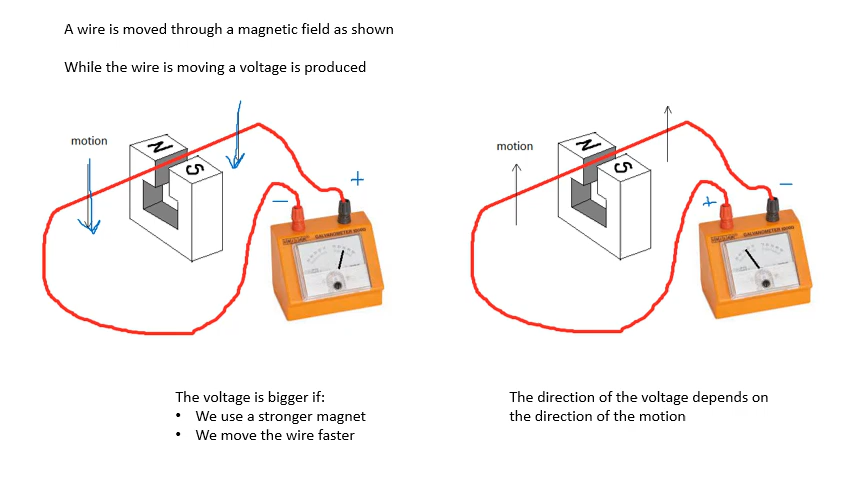 A wire is moved through a magnetic field as shown
While the wire is moving a voltage is produced
motion
N
S
+
−
GALVANOMETER
motion
N
S
+
−
GALVANOMETER
The voltage is bigger if:
• We use a stronger magnet
• We move the wire faster
The direction of the voltage depends on
the direction of the motion